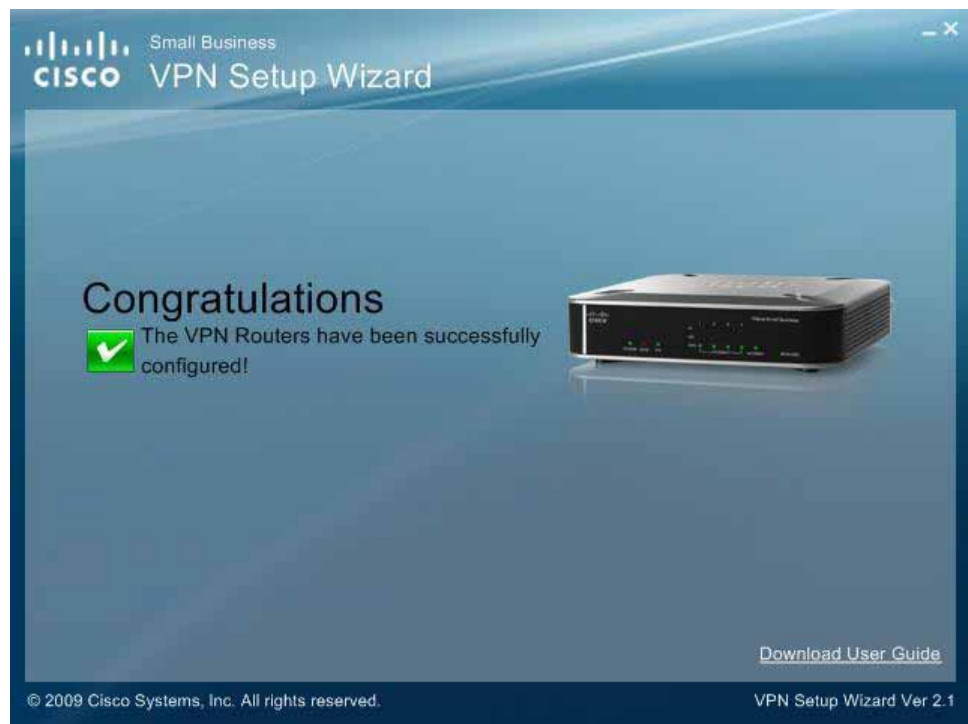 Small Business
CISCO
VPN Setup Wizard
Congratulations
The VPN Routers have been successfully
configured!
CISCO
Download User Guide
© 2009 Cisco Systems, Inc. All rights reserved.
VPN Setup Wizard Ver 2.1